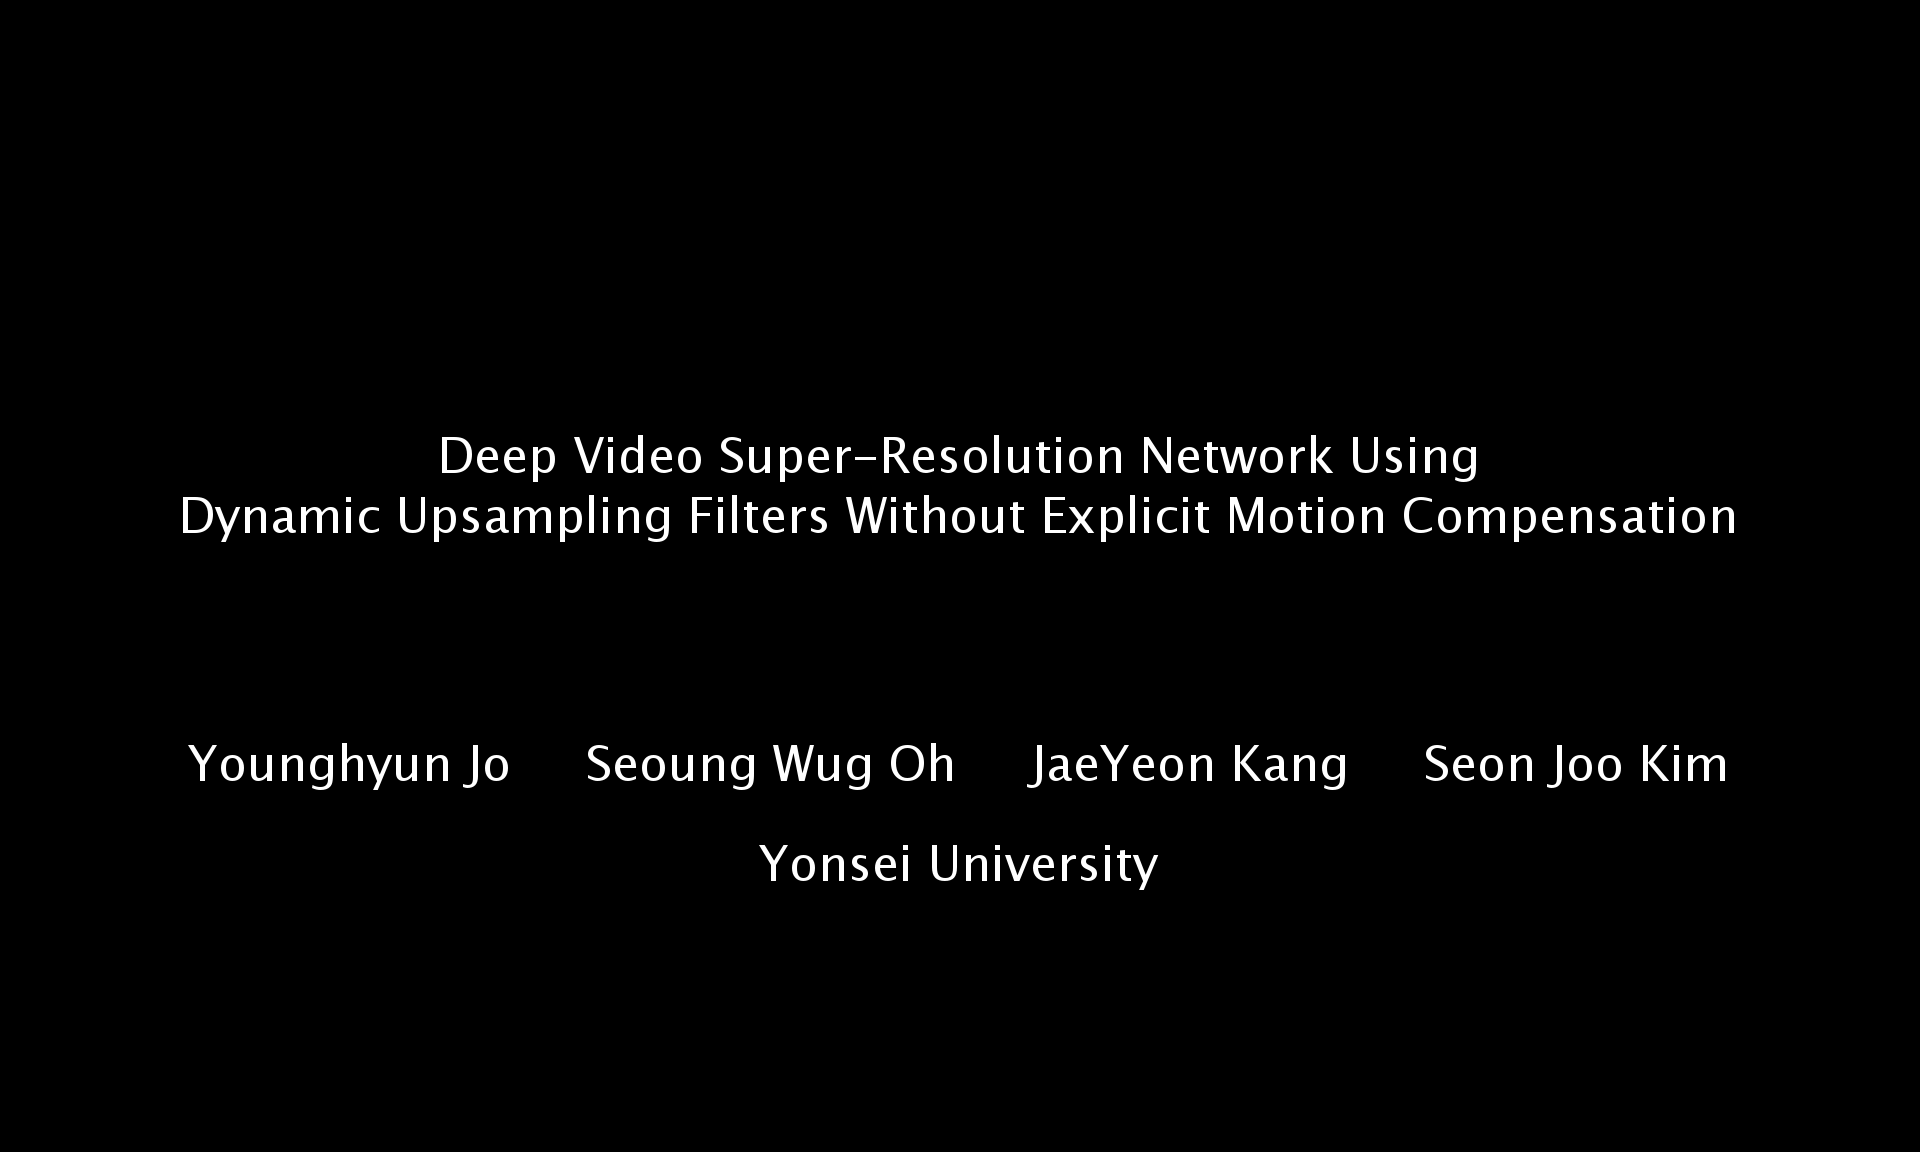 Deep Video Super-Resolution Network Using
Dynamic Upsampling Filters Without Explicit Motion Compensation
Younghyun Jo Seoung Wug Oh JaeYeon Kang Seon Joo Kim
Yonsei University